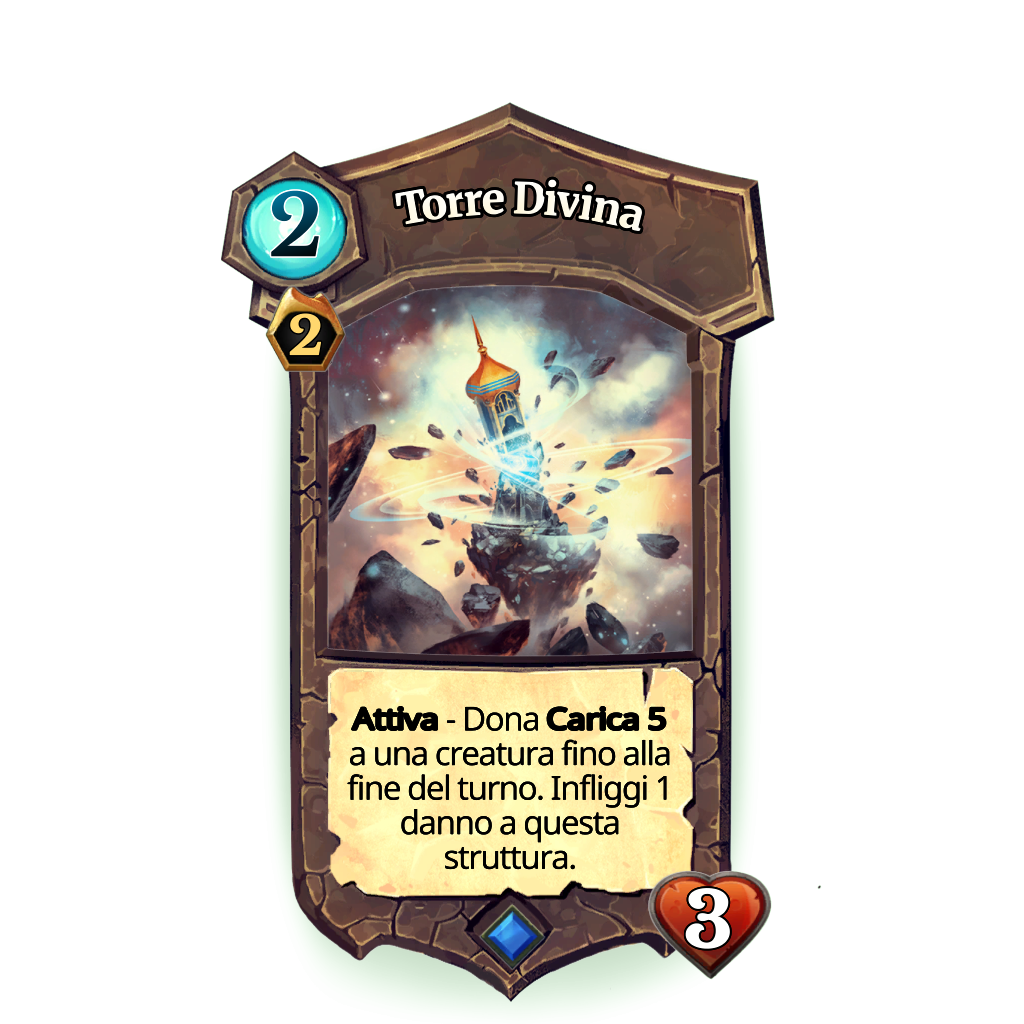 2
Torre Divina
2
Attiva - Dona Carica 5
a una creatura fino alla
fine del turno. Infliggi 1
danno a questa
struttura.
3